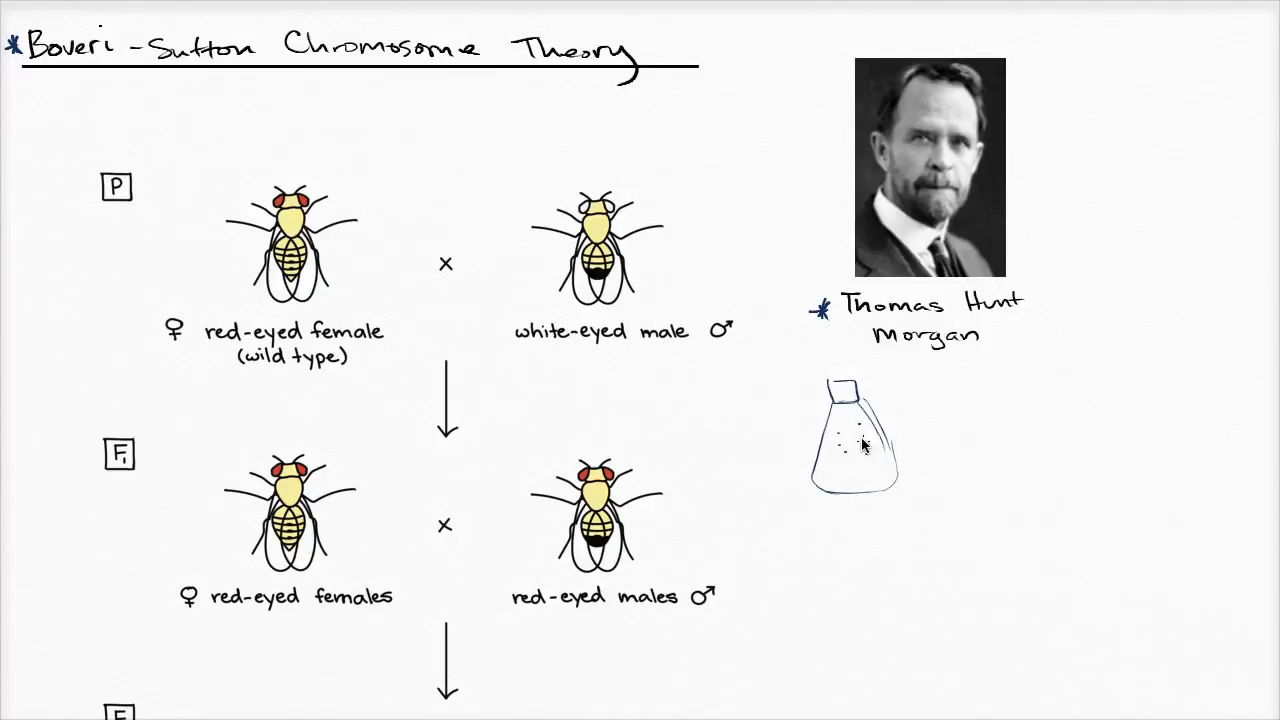 *Boveri-Sutton Chromosome Theory
P
x
♀ red-eyed female
(wild type)
white-eyed male ♂
* Thomas Hunt
Morgan
F₁
x
♀ red-eyed females
red-eyed males ♂
F